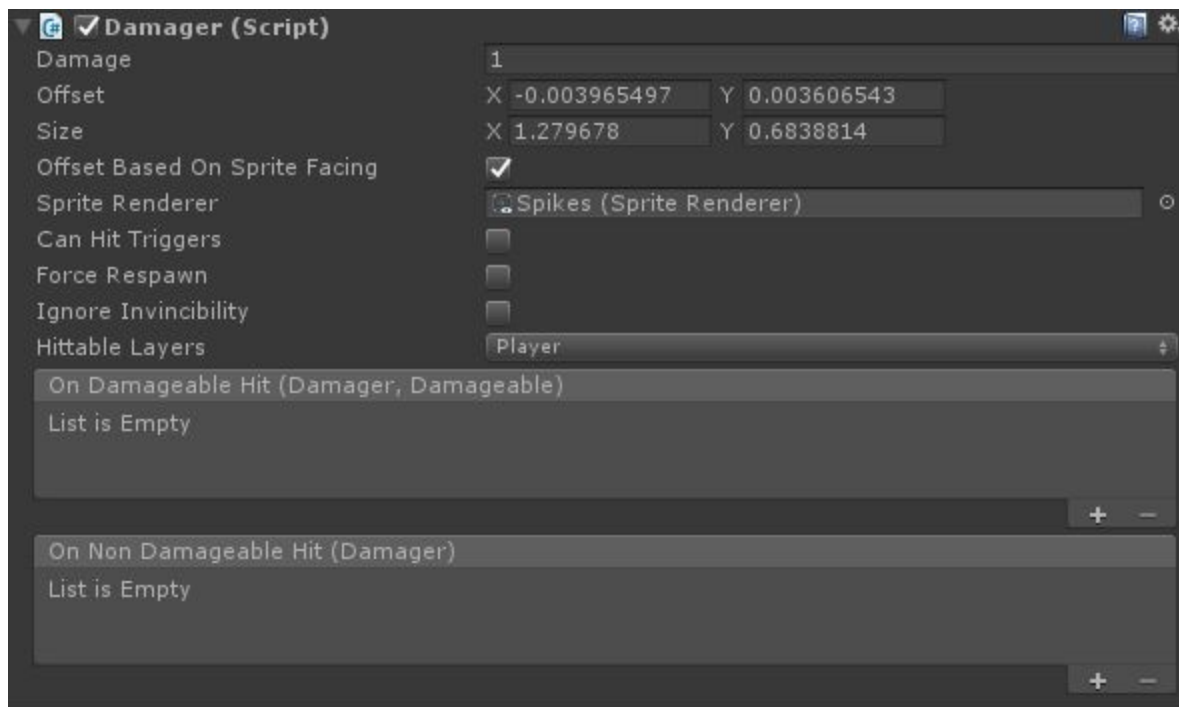 Damager (Script)
Damage 1
Offset X -0.003965497 Y 0.003606543
Size X 1.279678 Y 0.6838814
Offset Based On Sprite Facing
Sprite Renderer Spikes (Sprite Renderer)
Can Hit Triggers
Force Respawn
Ignore Invincibility
Hittable Layers Player
On Damageable Hit (Damager, Damageable)
List is Empty
+ −
On Non Damageable Hit (Damager)
List is Empty
+ −